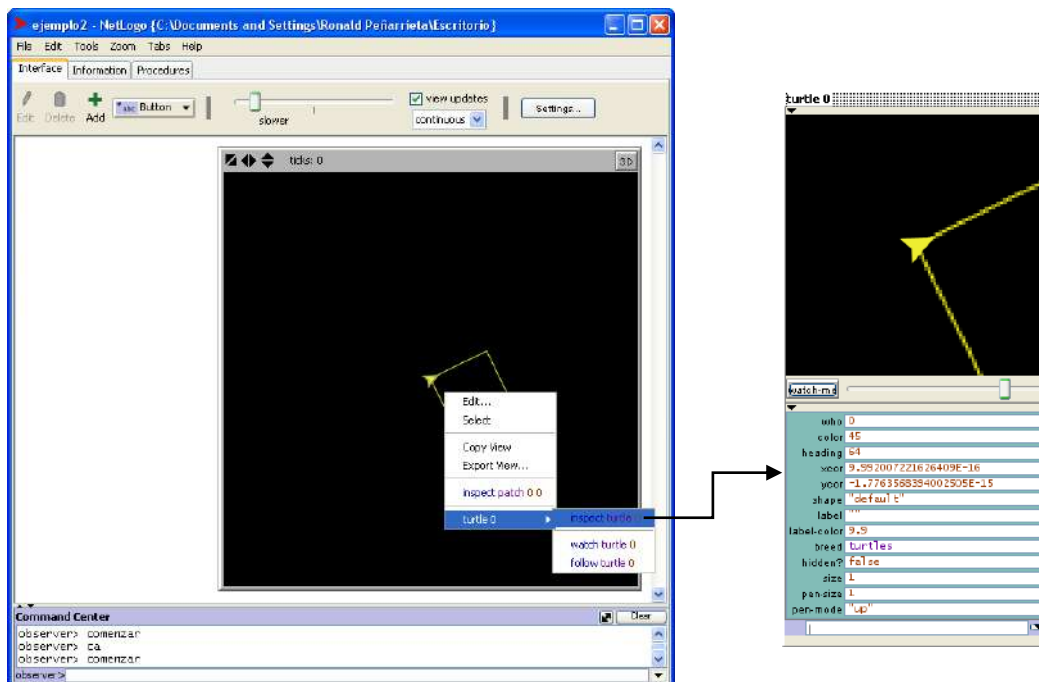 ejemplo2 - NetLogo {C:\Documents and Settings\Ronald Peñarrieta\Escritorio}
File Edit Tools Zoom Tabs Help
Interface Information Procedures
Edit Delete Add
abc Button
slower
view updates
continuous
Settings...
ticks: 0
3D
Edit...
Select
Copy View
Export View...
inspect patch 0 0
turtle 0
inspect turtle
watch turtle 0
follow turtle 0
Command Center
Clear
observer> comenzar
observer> ca
observer> comenzar
observer>
turtle 0
watch-me
who 0
color 45
heading 64
xcor 9.992007221626409E-16
ycor -1.7763568394002505E-15
shape "default"
label ""
label-color 9.9
breed turtles
hidden? false
size 1
pen-size 1
pen-mode "up"